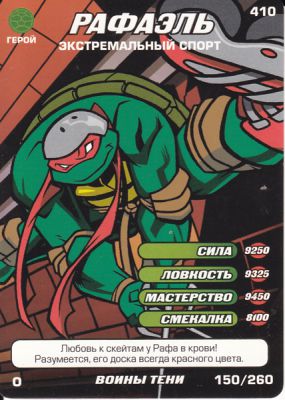 410
РАФАЭЛЬ
ГЕРОЙ
ЭКСТРЕМАЛЬНЫЙ СПОРТ
СИЛА 9250
ЛОВКОСТЬ 9325
МАСТЕРСТВО 9450
СМЕКАЛКА 8100
Любовь к скейтам у Рафа в крови!
Разумеется, его доска всегда красного цвета.
0 ВОИНЫ ТЕНИ 150/260